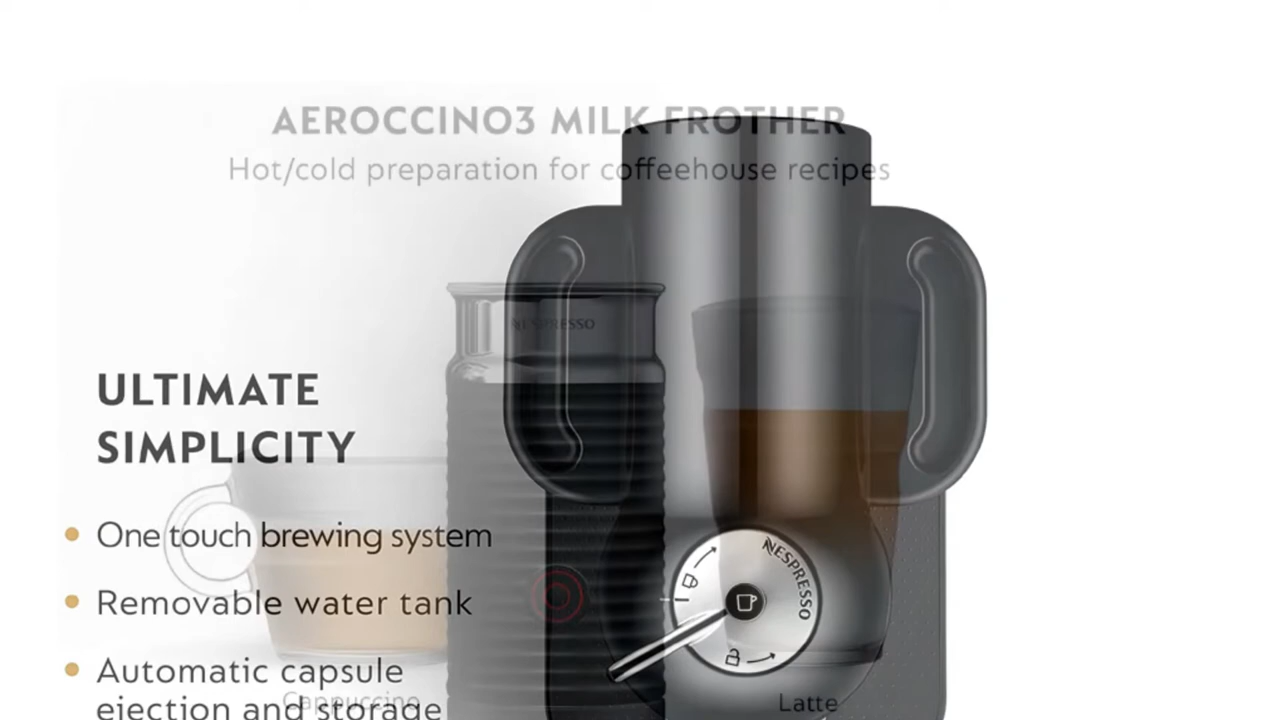 AEROCCINO3 MILK FROTHER
Hot/cold preparation for coffeehouse recipes
NESPRESSO
ULTIMATE
SIMPLICITY
One touch brewing system
Removable water tank
NESPRESSO
Automatic capsule
ejection and storage
Cappuccino
Latte